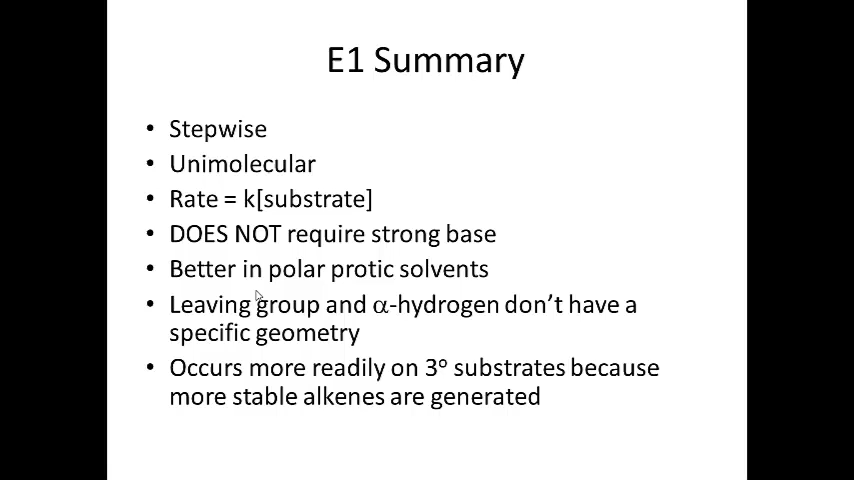 E1 Summary
• Stepwise
• Unimolecular
• Rate = k[substrate]
• DOES NOT require strong base
• Better in polar protic solvents
• Leaving group and α-hydrogen don’t have a
specific geometry
• Occurs more readily on 3º substrates because
more stable alkenes are generated